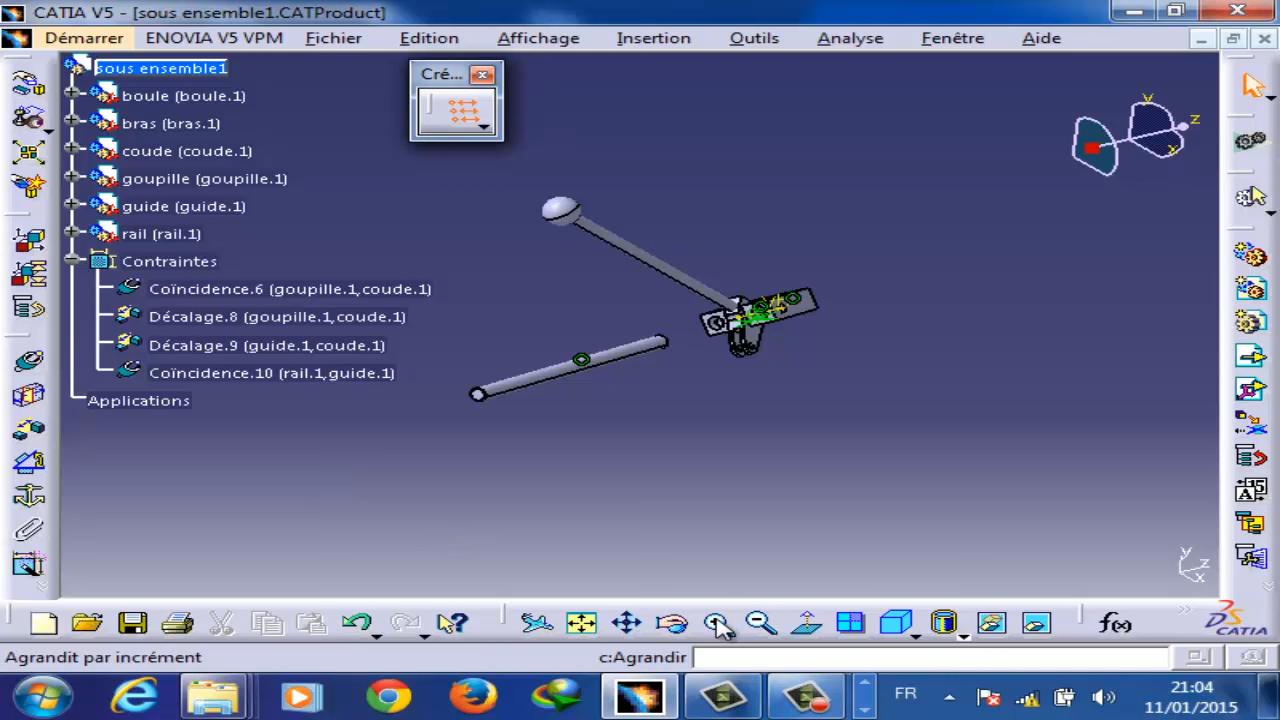 CATIA V5 - [sous ensemble1.CATProduct]
Démarrer ENOVIA V5 VPM Fichier Edition Affichage Insertion Outils Analyse Fenêtre Aide
sous ensemble1
Cré...
boule (boule.1)
bras (bras.1)
coude (coude.1)
goupille (goupille.1)
guide (guide.1)
rail (rail.1)
Contraintes
Coïncidence.6 (goupille.1,coude.1)
Décalage.8 (goupille.1,coude.1)
Décalage.9 (guide.1,coude.1)
Coïncidence.10 (rail.1,guide.1)
Applications
y
z
x
A 15
y
z
x
f(x)
CATIA
Agrandit par incrément c:Agrandir
FR
21:04
11/01/2015